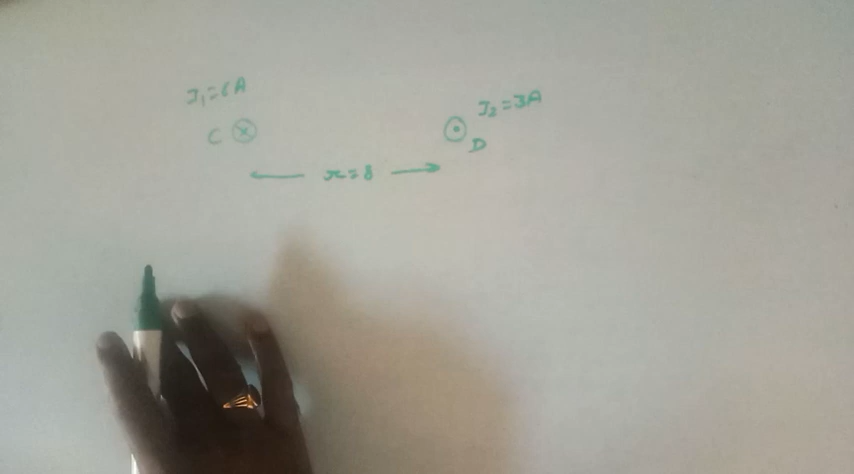 I₁=6A
I₂=3A
C ⊗
⊙ D
← x=8 →